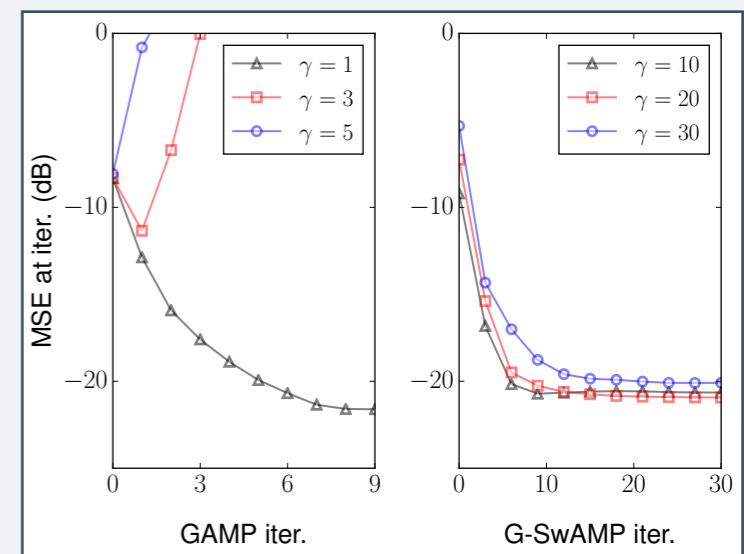 MSE at iter. (dB)
−0
−10
−20
0
3
6
9
GAMP iter.
γ = 1
γ = 3
γ = 5
−0
−10
−20
0
10
20
30
G-SwAMP iter.
γ = 10
γ = 20
γ = 30